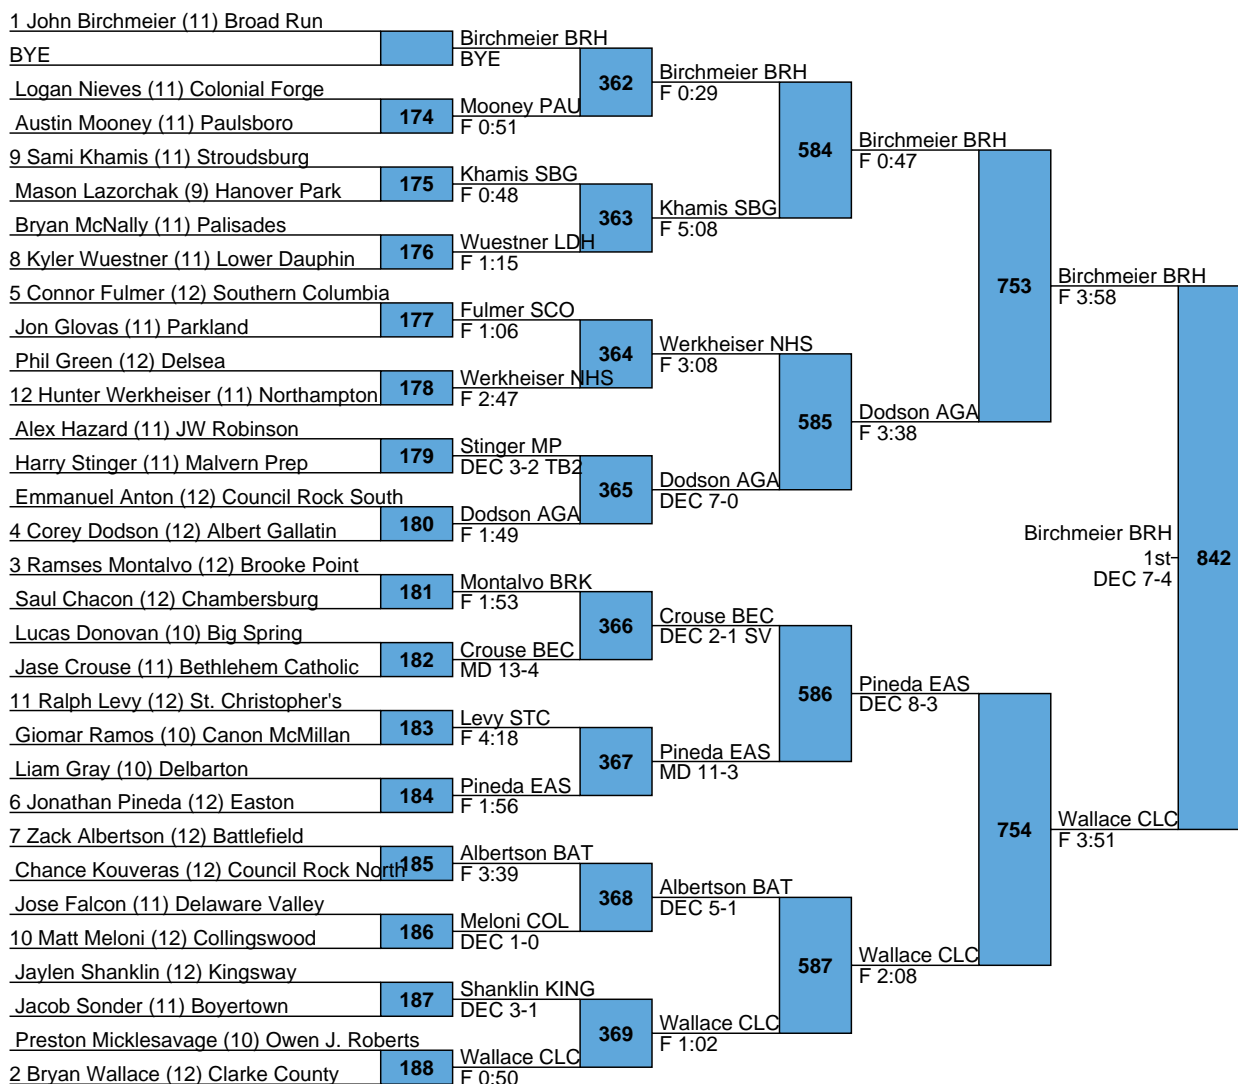 1 John Birchmeier (11) Broad Run
BYE
Logan Nieves (11) Colonial Forge
Austin Mooney (11) Paulsboro
9 Sami Khamis (11) Stroudsburg
Mason Lazorchak (9) Hanover Park
Bryan McNally (11) Palisades
8 Kyler Wuestner (11) Lower Dauphin
5 Connor Fulmer (12) Southern Columbia
Jon Glovas (11) Parkland
Phil Green (12) Delsea
12 Hunter Werkheiser (11) Northampton
Alex Hazard (11) JW Robinson
Harry Stinger (11) Malvern Prep
Emmanuel Anton (12) Council Rock South
4 Corey Dodson (12) Albert Gallatin
3 Ramses Montalvo (12) Brooke Point
Saul Chacon (12) Chambersburg
Lucas Donovan (10) Big Spring
Jase Crouse (11) Bethlehem Catholic
11 Ralph Levy (12) St. Christopher's
Giomar Ramos (10) Canon McMillan
Liam Gray (10) Delbarton
6 Jonathan Pineda (12) Easton
7 Zack Albertson (12) Battlefield
Chance Kouveras (12) Council Rock North
Jose Falcon (11) Delaware Valley
10 Matt Meloni (12) Collingswood
Jaylen Shanklin (12) Kingsway
Jacob Sonder (11) Boyertown
Preston Micklesavage (10) Owen J. Roberts
2 Bryan Wallace (12) Clarke County
174
175
176
177
178
179
180
181
182
183
184
185
186
187
188
Birchmeier BRH
BYE
Mooney PAU
F 0:51
Khamis SBG
F 0:48
Wuestner LDH
F 1:15
Fulmer SCO
F 1:06
Werkheiser NHS
F 2:47
Stinger MP
DEC 3-2 TB2
Dodson AGA
F 1:49
Montalvo BRK
F 1:53
Crouse BEC
MD 13-4
Levy STC
F 4:18
Pineda EAS
F 1:56
Albertson BAT
F 3:39
Meloni COL
DEC 1-0
Shanklin KING
DEC 3-1
Wallace CLC
F 0:50
362
363
364
365
366
367
368
369
Birchmeier BRH
F 0:29
Khamis SBG
F 5:08
Werkheiser NHS
F 3:08
Dodson AGA
DEC 7-0
Crouse BEC
DEC 2-1 SV
Pineda EAS
MD 11-3
Albertson BAT
DEC 5-1
Wallace CLC
F 1:02
584
585
586
587
Birchmeier BRH
F 0:47
Dodson AGA
F 3:38
Pineda EAS
DEC 8-3
Wallace CLC
F 2:08
753
754
Birchmeier BRH
F 3:58
Wallace CLC
F 3:51
Birchmeier BRH
1st
DEC 7-4
842